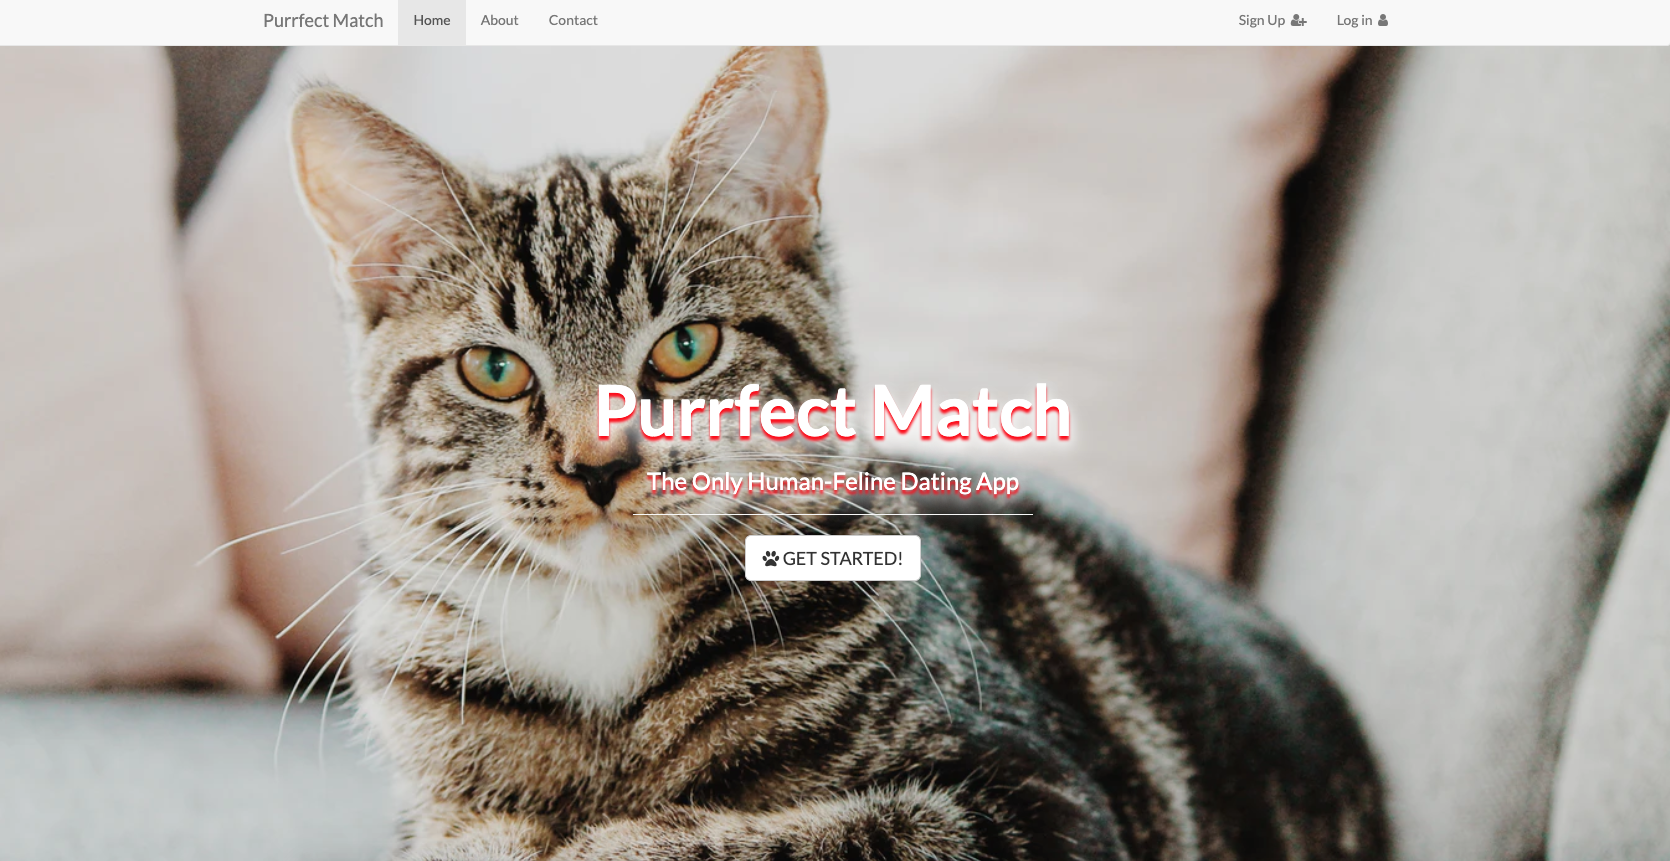 Purrfect Match Home About Contact Sign Up Log in
Purrfect Match
The Only Human-Feline Dating App
GET STARTED!